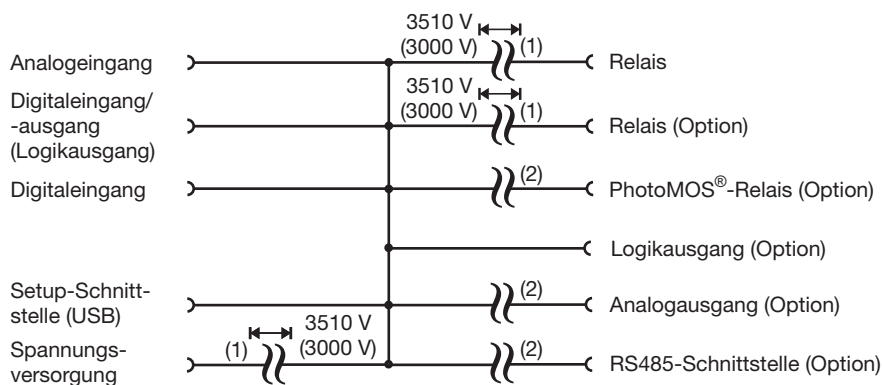 3510 V
(3000 V) (1)
Analogeingang
Relais
Digitaleingang/
-ausgang
(Logikausgang)
3510 V
(3000 V) (1)
Relais (Option)
Digitaleingang
(2)
PhotoMOS®-Relais (Option)
Logikausgang (Option)
Setup-Schnitt-
stelle (USB)
(2)
Analogausgang (Option)
Spannungs-
versorgung
(1)
3510 V
(3000 V)
(2)
RS485-Schnittstelle (Option)